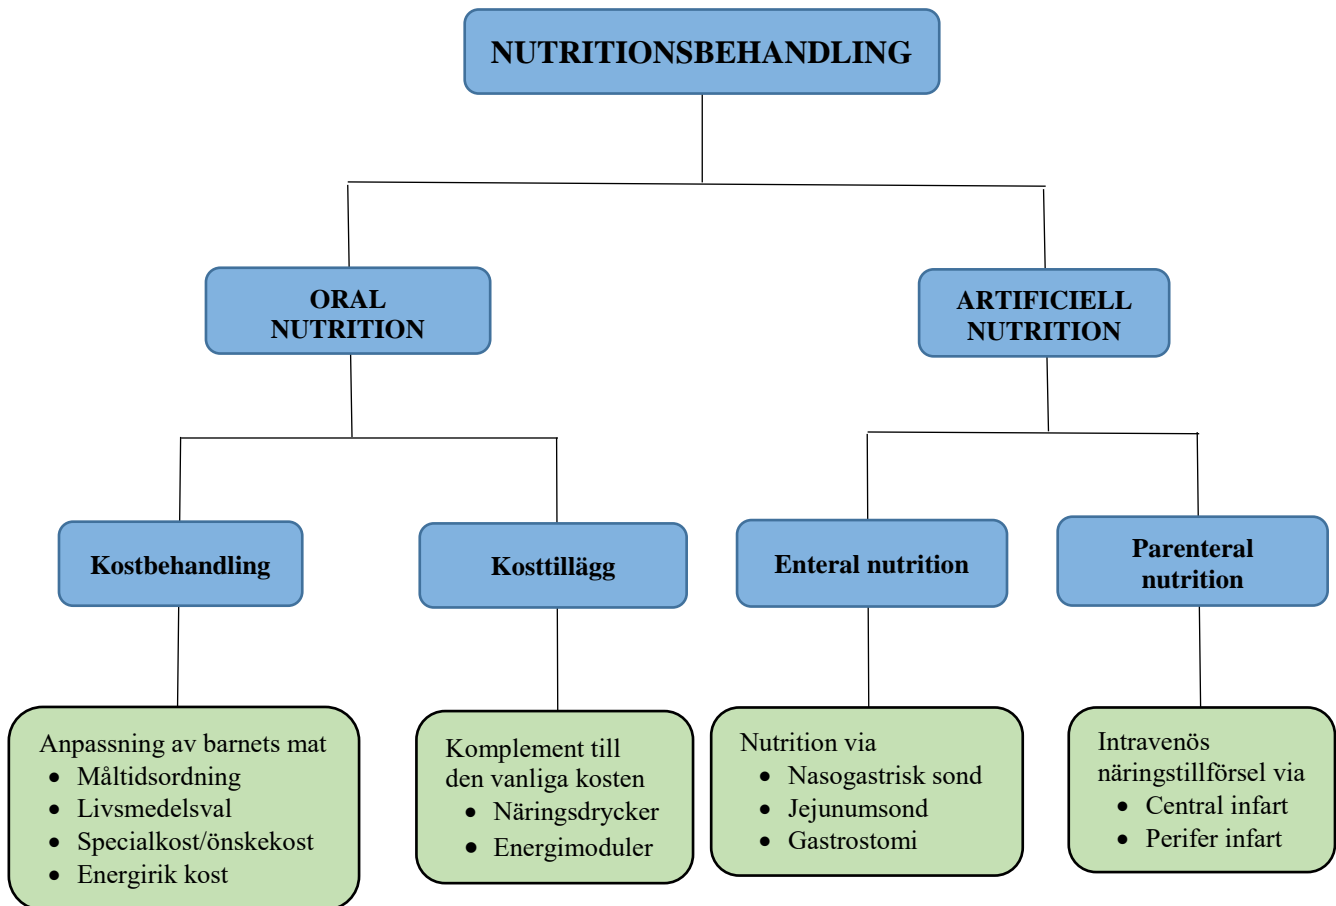 NUTRITIONSBEHANDLING
ORAL
NUTRITION
ARTIFICIELL
NUTRITION
Kostbehandling
Kosttillägg
Enteral nutrition
Parenteral
nutrition
Anpassning av barnets mat
• Måltidsordning
• Livsmedelsval
• Specialkost/önskekost
• Energirik kost
Komplement till
den vanliga kosten
• Näringsdrycker
• Energimoduler
Nutrition via
• Nasogastrisk sond
• Jejunumsond
• Gastrostomi
Intravenös
näringstillförsel via
• Central infart
• Perifer infart